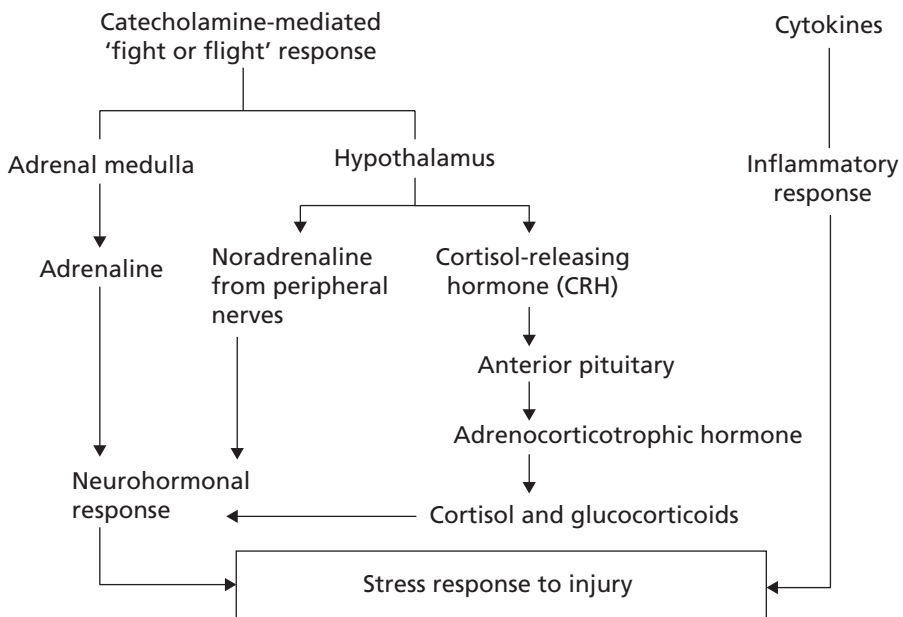 Catecholamine-mediated
‘fight or flight’ response
Cytokines
Adrenal medulla
Hypothalamus
Inflammatory
response
Adrenaline
Noradrenaline
from peripheral
nerves
Cortisol-releasing
hormone (CRH)
Anterior pituitary
Adrenocorticotrophic hormone
Neurohormonal
response
Cortisol and glucocorticoids
Stress response to injury